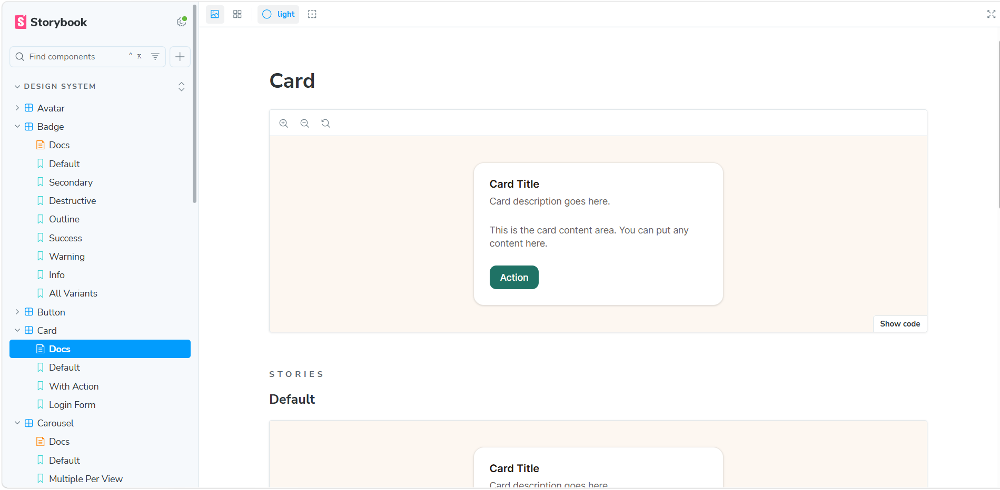 Storybook
Find components
^ K
DESIGN SYSTEM
Avatar
Badge
Docs
Default
Secondary
Destructive
Outline
Success
Warning
Info
All Variants
Button
Card
Docs
Default
With Action
Login Form
Carousel
Docs
Default
Multiple Per View
light
Card
Card Title
Card description goes here.
This is the card content area. You can put any
content here.
Action
Show code
STORIES
Default
Card Title
Card description goes here.